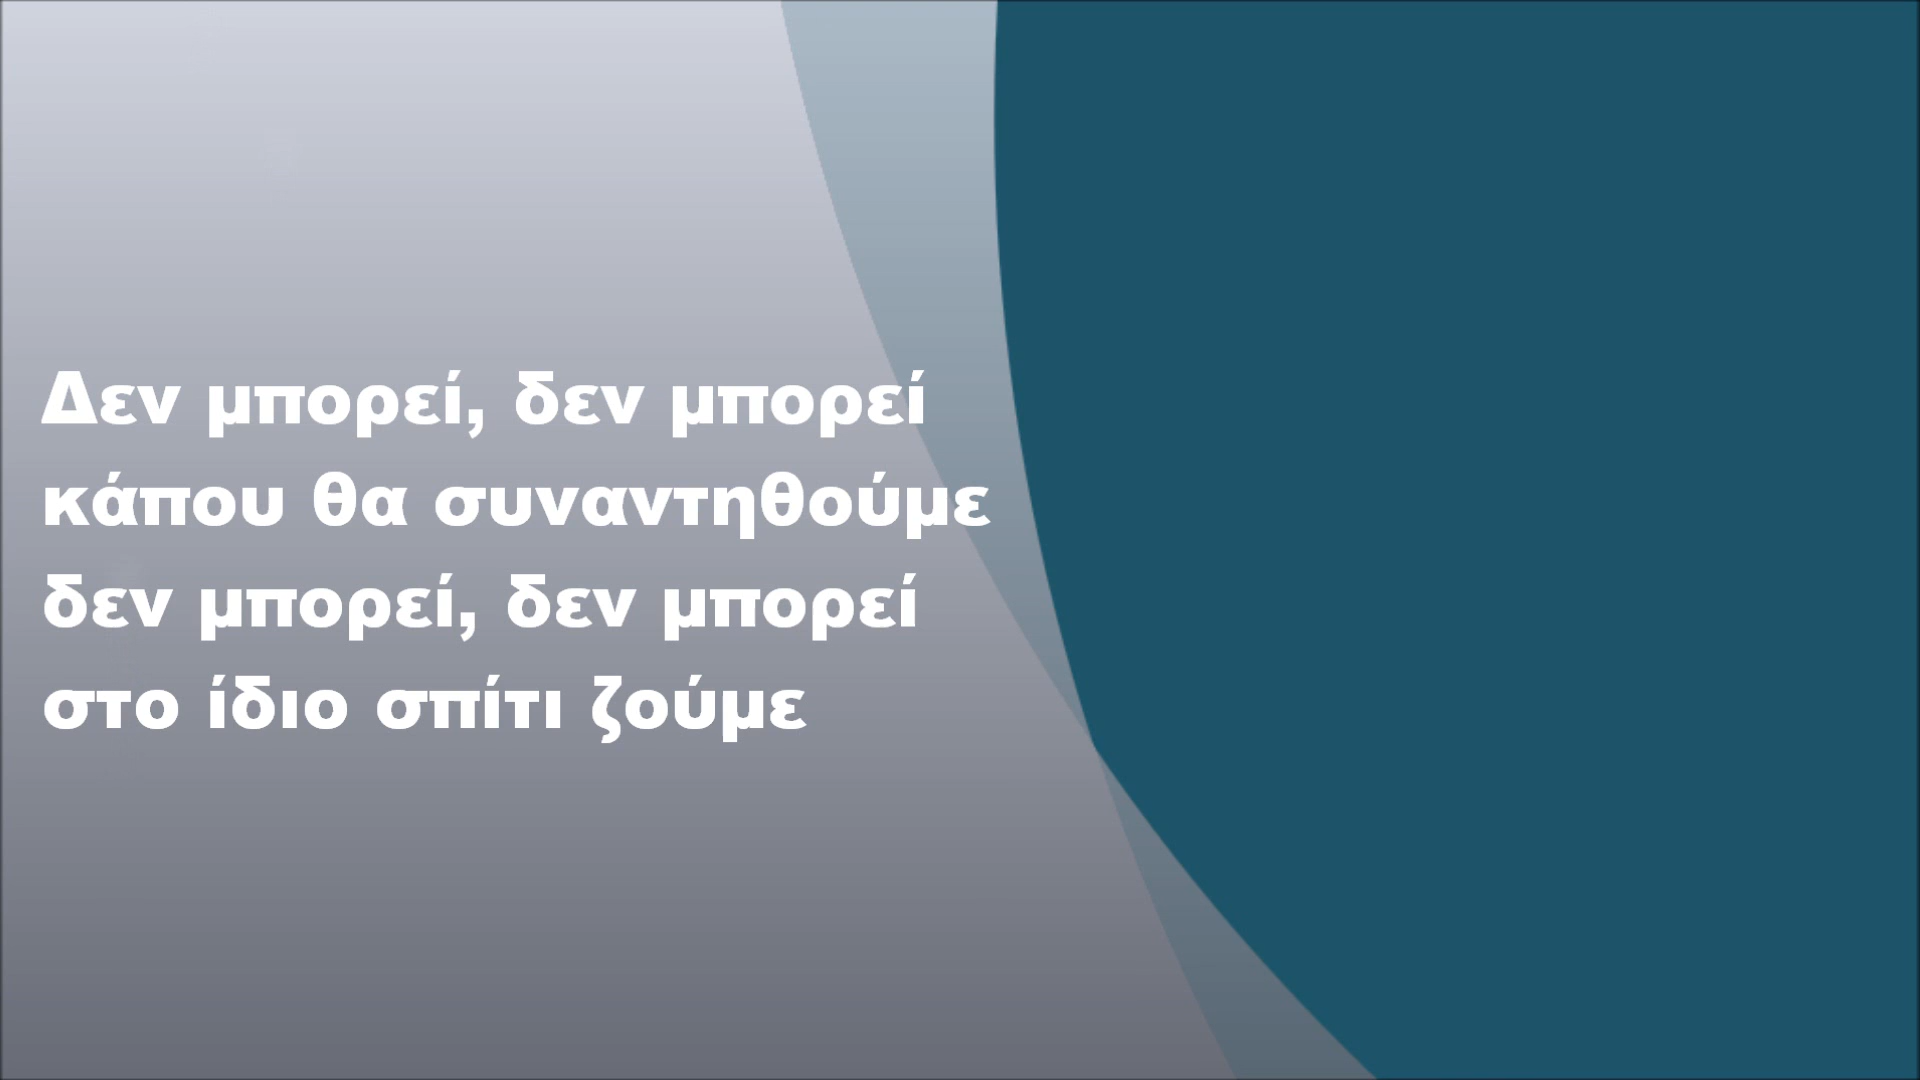 Δεν μπορεί, δεν μπορεί
κάπου θα συναντηθούμε
δεν μπορεί, δεν μπορεί
στο ίδιο σπίτι ζούμε